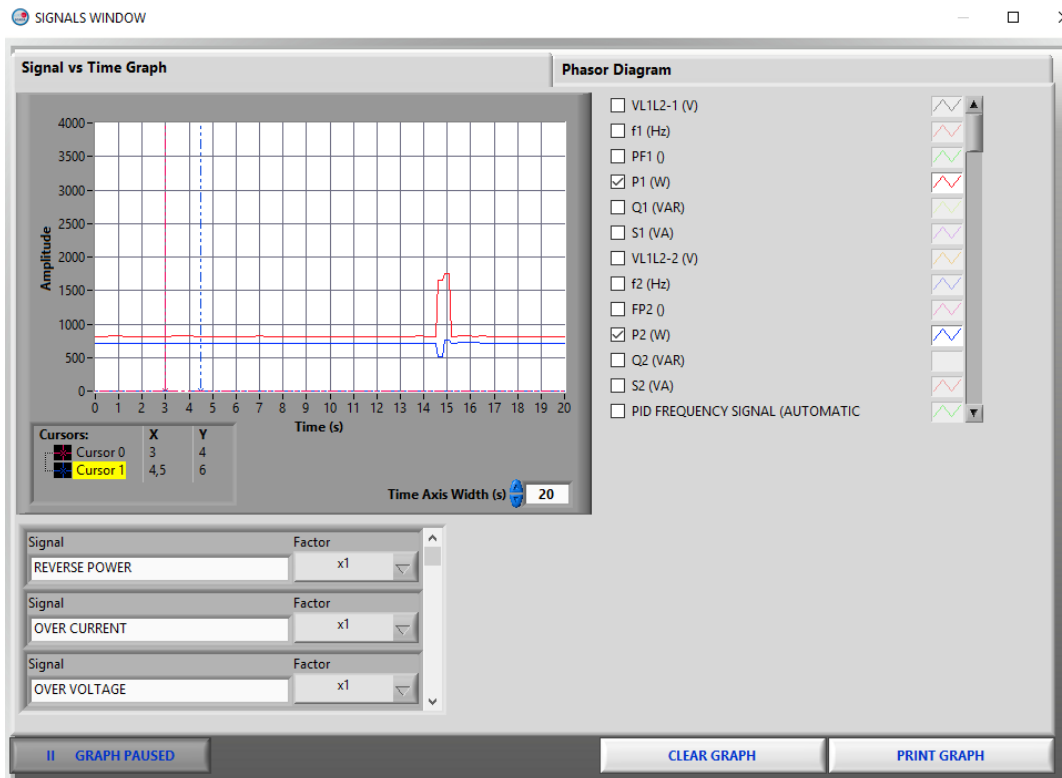 SIGNALS WINDOW
Signal vs Time Graph
Phasor Diagram
Amplitude
4000
3500
3000
2500
2000
1500
1000
500
0
0 1 2 3 4 5 6 7 8 9 10 11 12 13 14 15 16 17 18 19 20
Time (s)
Cursors: X Y
Cursor 0 3 4
Cursor 1 4,5 6
Time Axis Width (s) 20
VL1L2-1 (V)
f1 (Hz)
PF1 ()
P1 (W)
Q1 (VAR)
S1 (VA)
VL1L2-2 (V)
f2 (Hz)
FP2 ()
P2 (W)
Q2 (VAR)
S2 (VA)
PID FREQUENCY SIGNAL (AUTOMATIC
Signal Factor
REVERSE POWER x1
Signal Factor
OVER CURRENT x1
Signal Factor
OVER VOLTAGE x1
II GRAPH PAUSED
CLEAR GRAPH
PRINT GRAPH